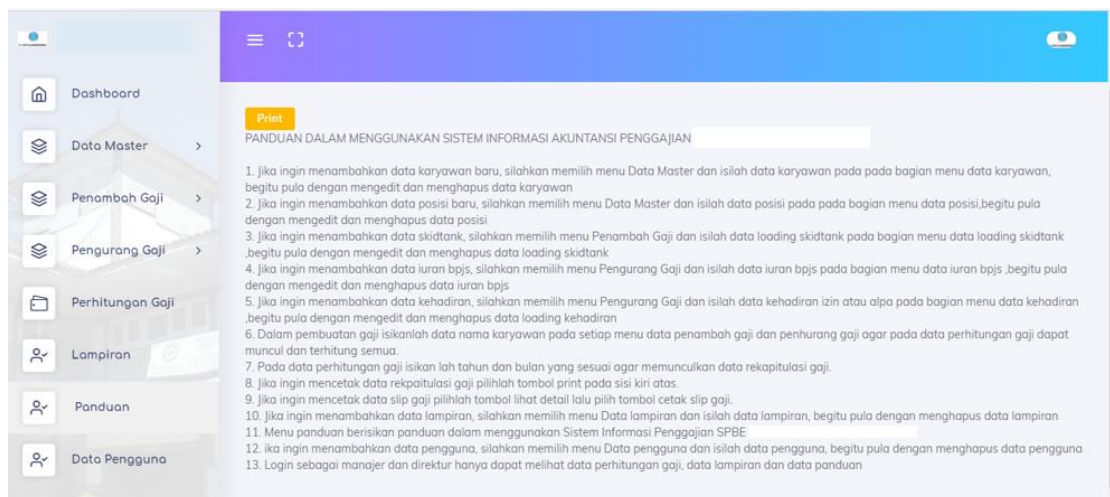 Dashboard
Data Master
Penambah Gaji
Pengurang Gaji
Perhitungan Gaji
Lampiran
Panduan
Data Pengguna
Print
PANDUAN DALAM MENGGUNAKAN SISTEM INFORMASI AKUNTANSI PENGGAJIAN
1. Jika ingin menambahkan data karyawan baru, silahkan memilih menu Data Master dan isilah data karyawan pada pada bagian menu data karyawan,
begitu pula dengan mengedit dan menghapus data karyawan
2. Jika ingin menambahkan data posisi baru, silahkan memilih menu Data Master dan isilah data posisi pada pada bagian menu data posisi,begitu pula
dengan mengedit dan menghapus data posisi
3. Jika ingin menambahkan data skidtank, silahkan memilih menu Penambah Gaji dan isilah data loading skidtank pada bagian menu data loading skidtank
,begitu pula dengan mengedit dan menghapus data loading skidtank
4. Jika ingin menambahkan data iuran bpjs, silahkan memilih menu Pengurang Gaji dan isilah data iuran bpjs pada bagian menu data iuran bpjs ,begitu pula
dengan mengedit dan menghapus data iuran bpjs
5. Jika ingin menambahkan data kehadiran, silahkan memilih menu Pengurang Gaji dan isilah data kehadiran izin atau alpa pada bagian menu data kehadiran
,begitu pula dengan mengedit dan menghapus data loading kehadiran
6. Dalam pembuatan gaji isikanlah data nama karyawan pada setiap menu data penambah gaji dan penhurang gaji agar pada data perhitungan gaji dapat
muncul dan terhitung semua.
7. Pada data perhitungan gaji isikan lah tahun dan bulan yang sesuai agar memunculkan data rekapitulasi gaji.
8. Jika ingin mencetak data rekpaitulasi gaji pilihlah tombol print pada sisi kiri atas.
9. Jika ingin mencetak data slip gaji pilihlah tombol lihat detail lalu pilih tombol cetak slip gaji.
10. Jika ingin menambahkan data lampiran, silahkan memilih menu Data lampiran dan isilah data lampiran, begitu pula dengan menghapus data lampiran
11. Menu panduan berisikan panduan dalam menggunakan Sistem Informasi Penggajian SPBE
12. ika ingin menambahkan data pengguna, silahkan memilih menu Data pengguna dan isilah data pengguna, begitu pula dengan menghapus data pengguna
13. Login sebagai manajer dan direktur hanya dapat melihat data perhitungan gaji, data lampiran dan data panduan